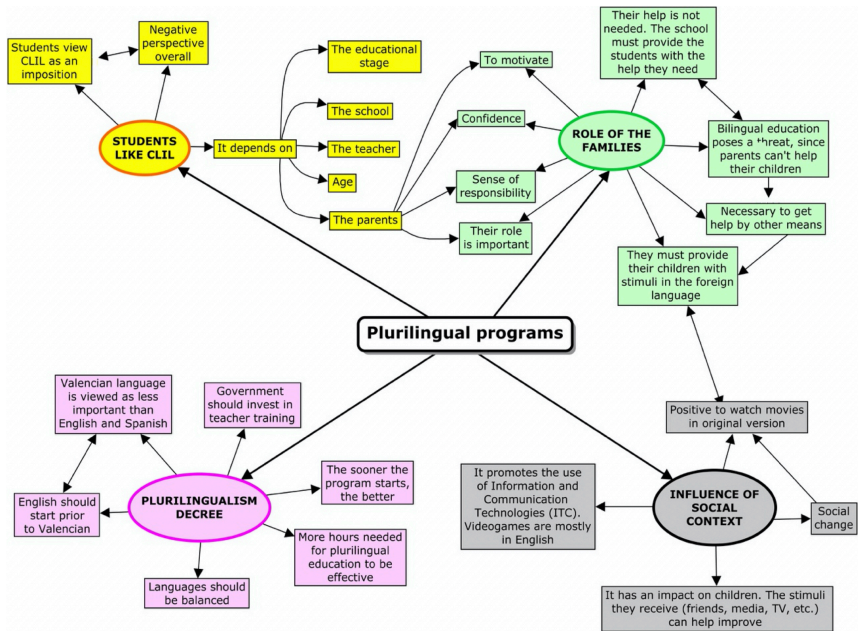 Students view
CLIL as an
imposition
Negative
perspective
overall
STUDENTS
LIKE CLIL
It depends on
The educational
stage
The school
The teacher
Age
The parents
To motivate
Confidence
Sense of
responsibility
Their role
is important
ROLE OF THE
FAMILIES
Their help is not
needed. The school
must provide the
students with the
help they need
Bilingual education
poses a threat, since
parents can't help
their children
Necessary to get
help by other means
They must provide
their children with
stimuli in the foreign
language
Plurilingual programs
Valencian language
is viewed as less
important than
English and Spanish
Government
should invest in
teacher training
PLURILINGUALISM
DECREE
The sooner the
program starts,
the better
English should
start prior
to Valencian
More hours needed
for plurilingual
education to be
effective
Languages should
be balanced
Positive to watch movies
in original version
It promotes the use
of Information and
Communication
Technologies (ITC).
Videogames are mostly
in English
INFLUENCE OF
SOCIAL
CONTEXT
Social
change
It has an impact on children. The stimuli
they receive (friends, media, TV, etc.)
can help improve